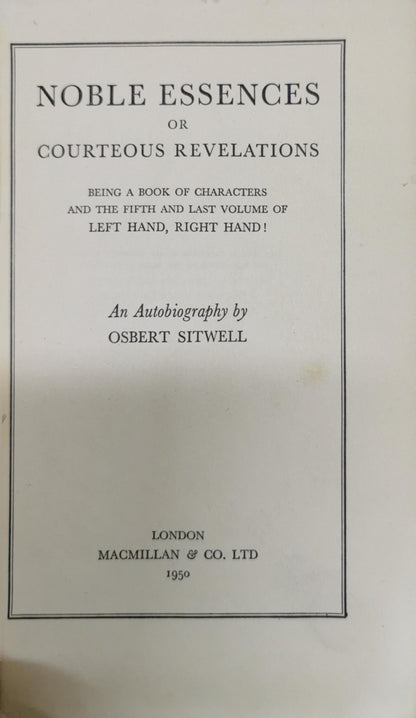 NOBLE ESSENCES
OR
COURTEOUS REVELATIONS
BEING A BOOK OF CHARACTERS
AND THE FIFTH AND LAST VOLUME OF
LEFT HAND, RIGHT HAND!
An Autobiography by
OSBERT SITWELL
LONDON
MACMILLAN & CO. LTD
1950